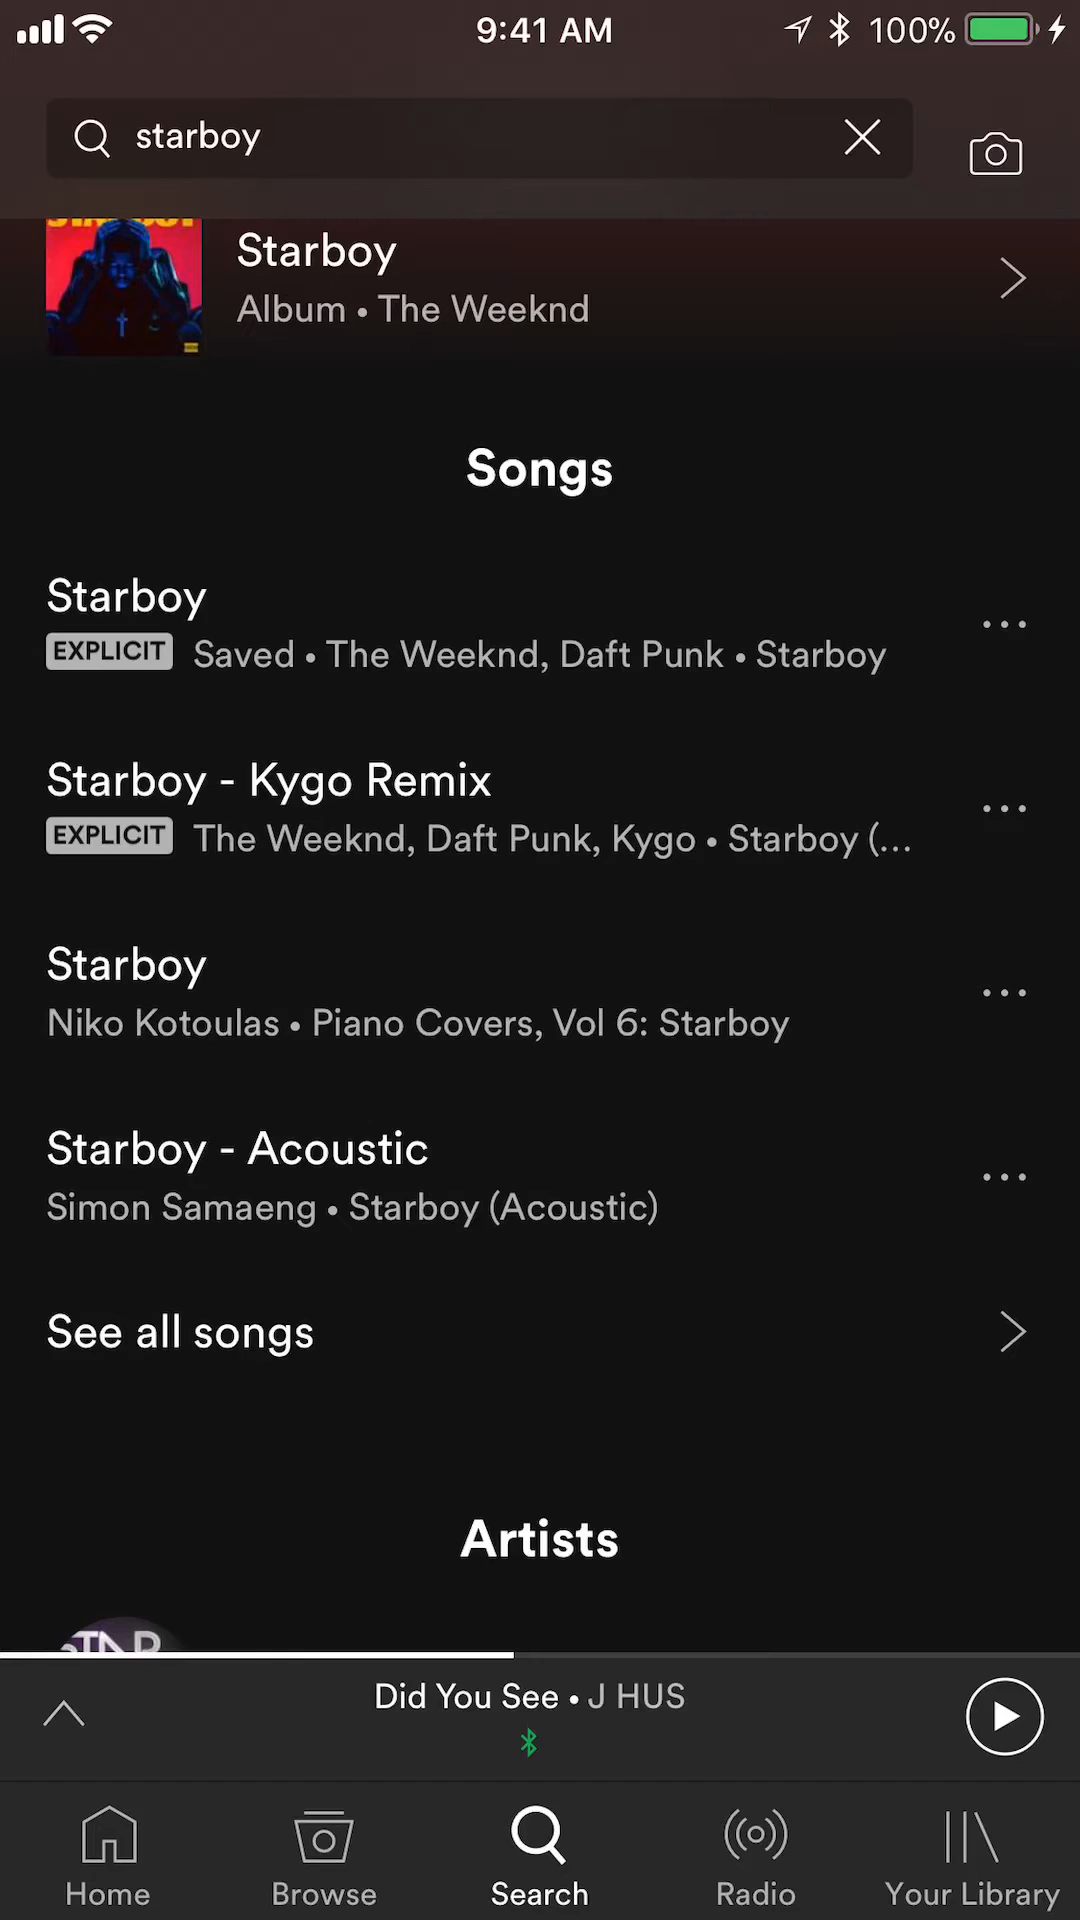 9:41 AM 100%
starboy
Starboy
Album • The Weeknd
Songs
Starboy
EXPLICIT Saved • The Weeknd, Daft Punk • Starboy
Starboy - Kygo Remix
EXPLICIT The Weeknd, Daft Punk, Kygo • Starboy (...
Starboy
Niko Kotoulas • Piano Covers, Vol 6: Starboy
Starboy - Acoustic
Simon Samaeng • Starboy (Acoustic)
See all songs
Artists
Did You See • J HUS
Home Browse Search Radio Your Library